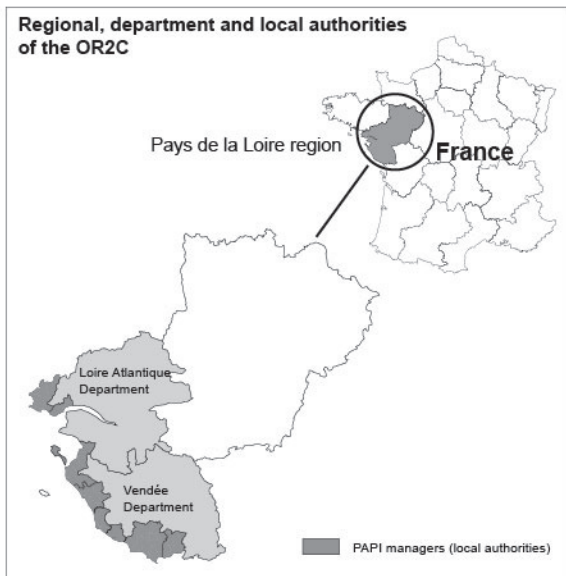 Regional, department and local authorities
of the OR2C
Pays de la Loire region
France
Loire Atlantique
Department
Vendée
Department
PAPI managers (local authorities)